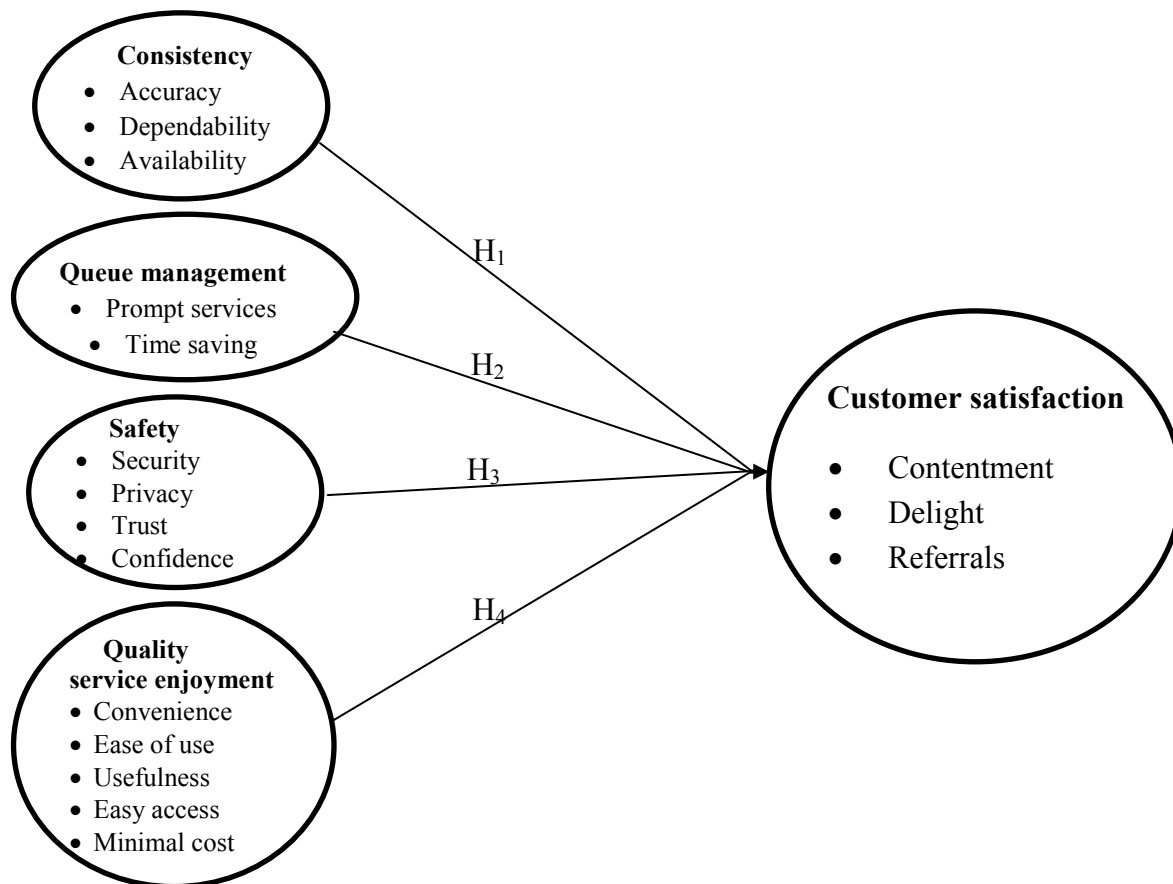 Consistency
• Accuracy
• Dependability
• Availability
H₁
Queue management
• Prompt services
• Time saving
H₂
Safety
• Security
• Privacy
• Trust
• Confidence
H₃
Quality
service enjoyment
• Convenience
• Ease of use
• Usefulness
• Easy access
• Minimal cost
H₄
Customer satisfaction
• Contentment
• Delight
• Referrals